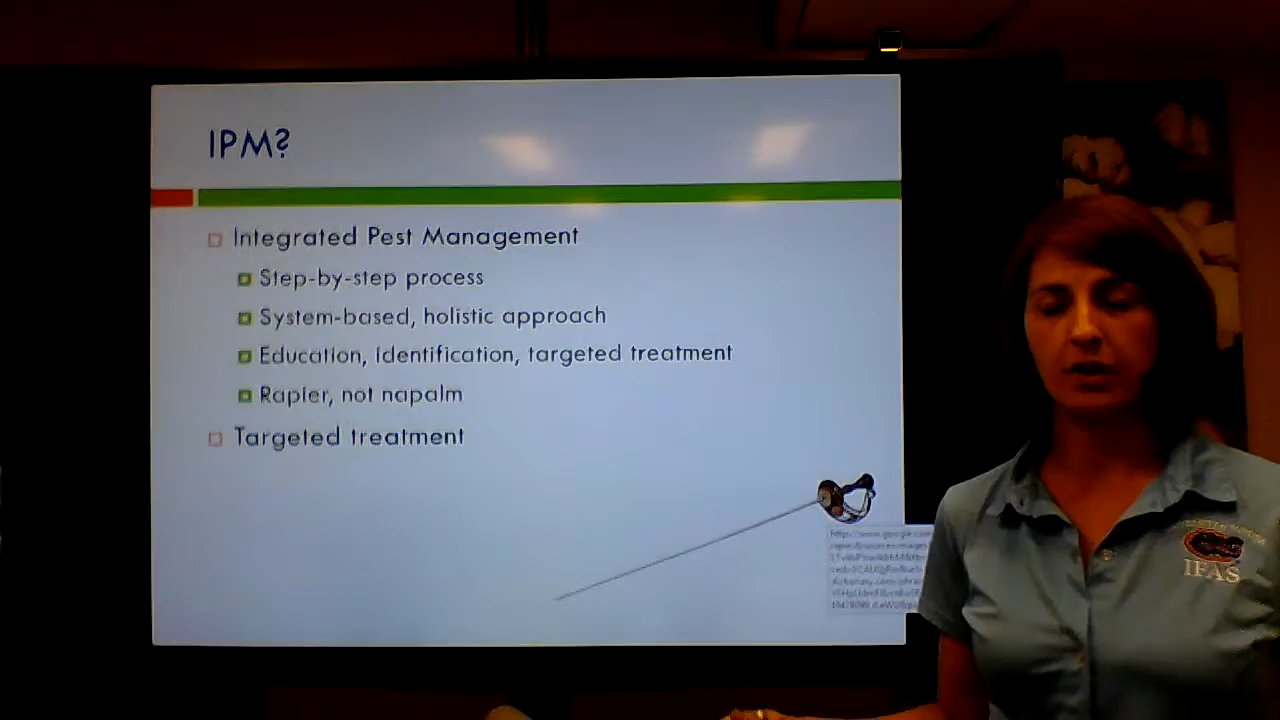 IPM?
Integrated Pest Management
Step-by-step process
System-based, holistic approach
Education, identification, targeted treatment
Rapier, not napalm
Targeted treatment
IFAS